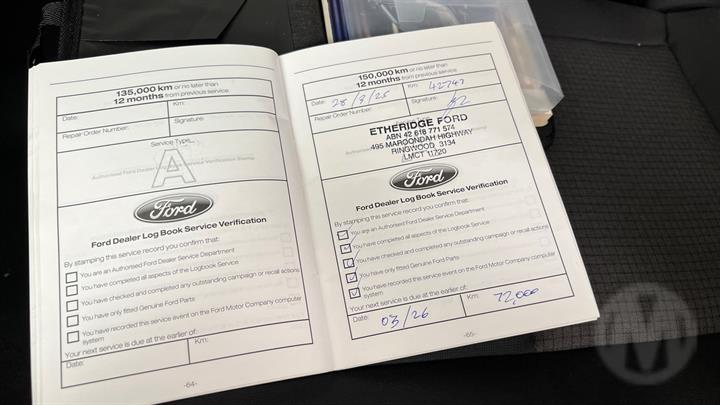 135,000 km or no later than
12 months from previous service
Date:
Km:
Repair Order Number:
Signature:
Service Type
A
Ford
Ford Dealer Log Book Service Verification
By stamping this service record you confirm that:
You are an Authorised Ford Dealer Service Department
You have completed all aspects of the Logbook Service
You have checked and completed any outstanding campaign or recall actions
You have only fitted Genuine Ford Parts
You have recorded this service event on the Ford Motor Company computer
system
Your next service is due at the earlier of:
Date:
Km:
-64-
150,000 km or no later than
12 months from previous service
Date: 28/9/25
Km: 42747
Repair Order Number:
Signature:
ETHERIDGE FORD
ABN 42 618 771 574
495 MAROONDAH HIGHWAY
RINGWOOD 3134
LMCT 11720
Ford
Ford Dealer Log Book Service Verification
By stamping this service record you confirm that:
You are an Authorised Ford Dealer Service Department
You have completed all aspects of the Logbook Service
You have checked and completed any outstanding campaign or recall actions
You have only fitted Genuine Ford Parts
You have recorded this service event on the Ford Motor Company computer
system
Your next service is due at the earlier of:
Date: 03/26
Km: 72,000
-65-
M